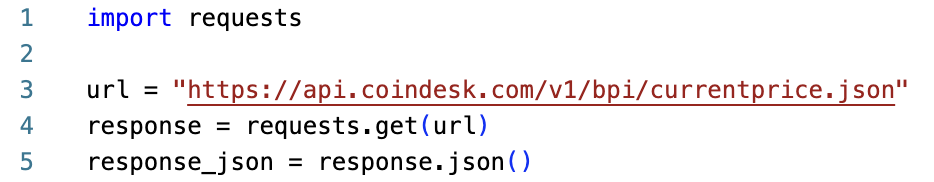 1 import requests
2
3 url = "https://api.coindesk.com/v1/bpi/currentprice.json"
4 response = requests.get(url)
5 response_json = response.json()